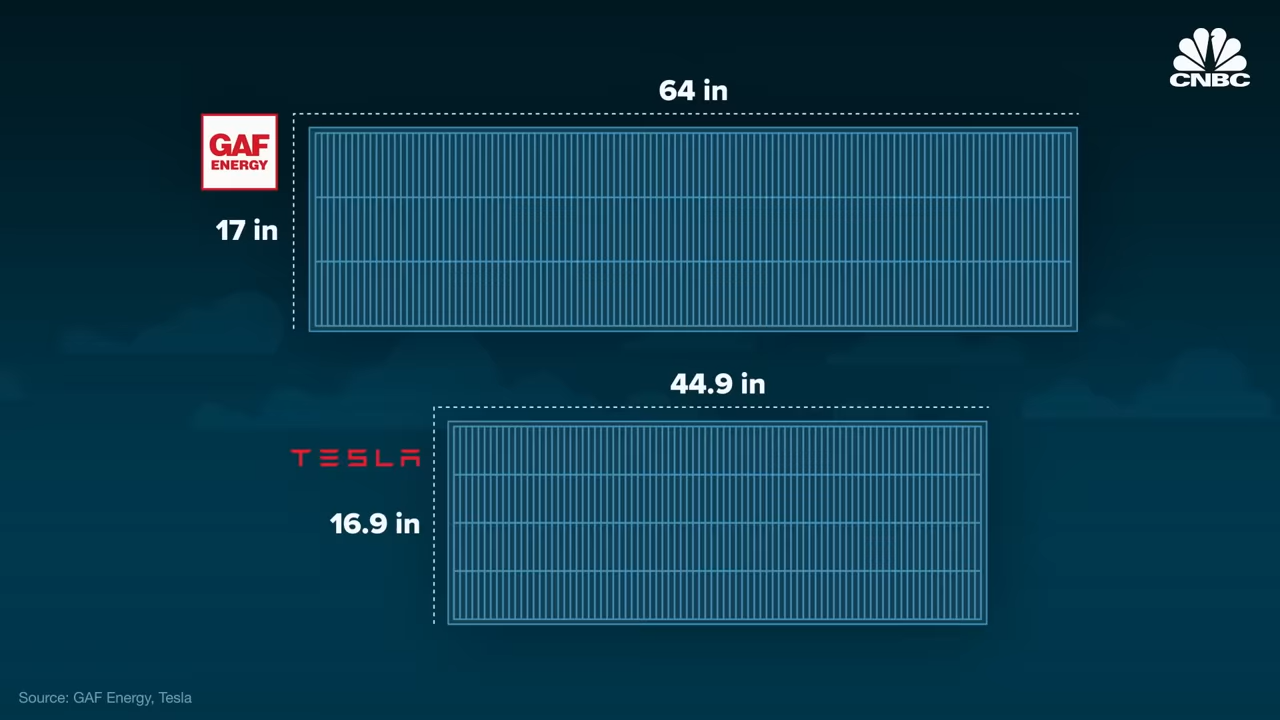 CNBC
64 in
GAF
ENERGY
17 in
44.9 in
TESLA
16.9 in
Source: GAF Energy, Tesla